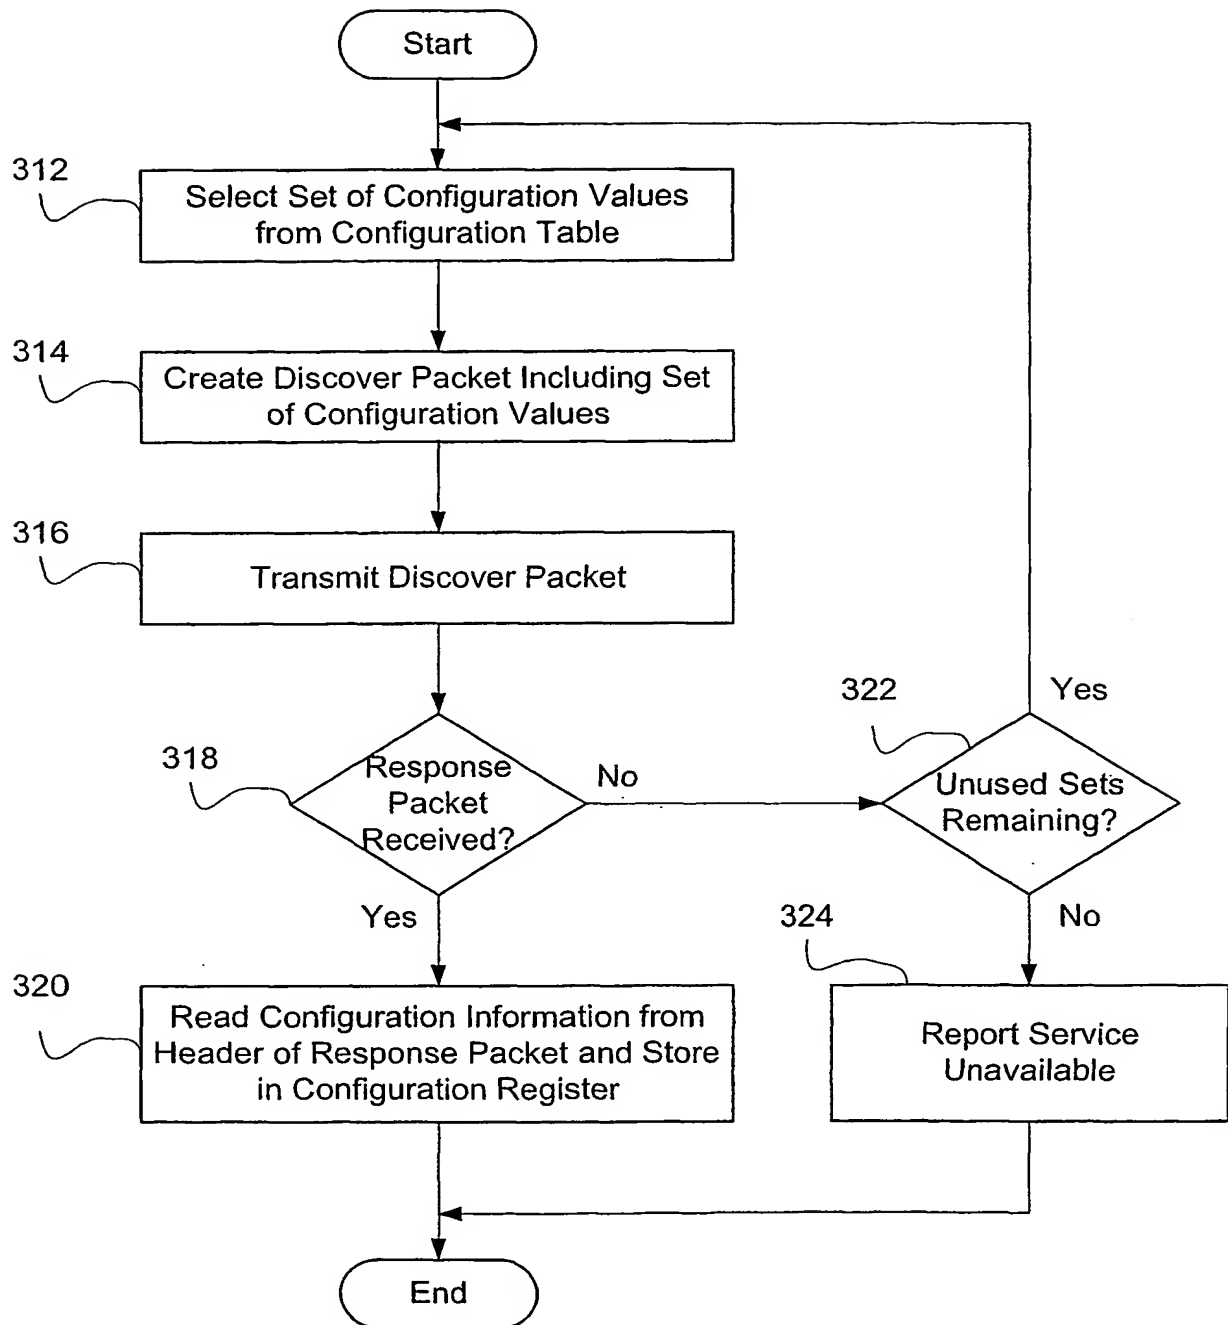 Start
312
Select Set of Configuration Values
from Configuration Table
314
Create Discover Packet Including Set
of Configuration Values
316
Transmit Discover Packet
318
Response
Packet
Received?
No
Yes
322
Yes
Unused Sets
Remaining?
No
320
Read Configuration Information from
Header of Response Packet and Store
in Configuration Register
324
Report Service
Unavailable
End